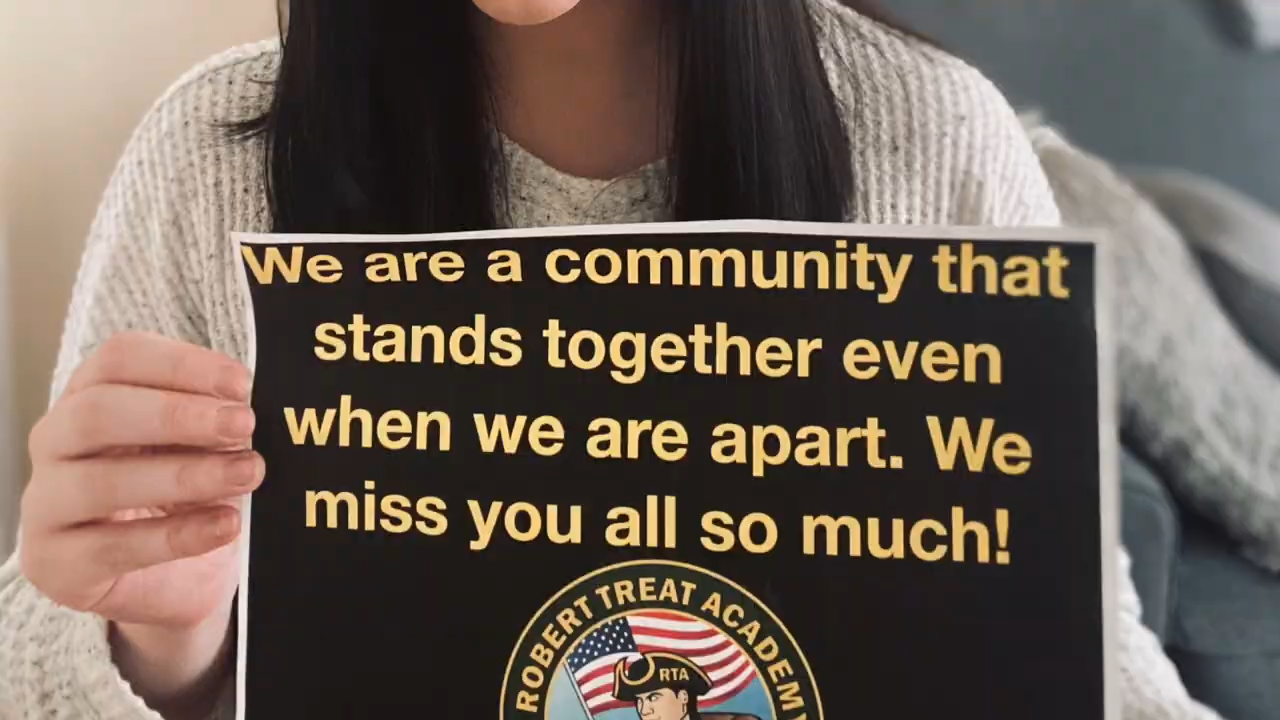 We are a community that
stands together even
when we are apart. We
miss you all so much!
ROBERT TREAT ACADEMY
RTA